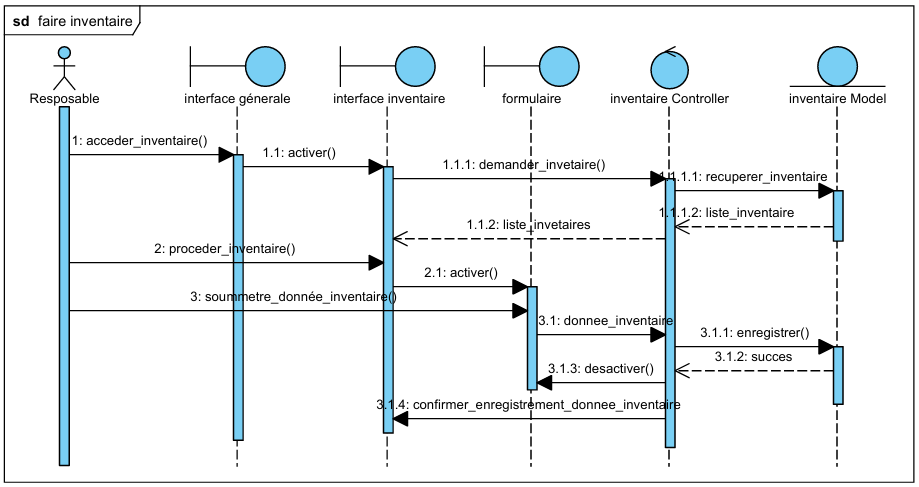 sd faire inventaire
Resposable
interface génerale
interface inventaire
formulaire
inventaire Controller
inventaire Model
1: acceder_inventaire()
1.1: activer()
1.1.1: demander_invetaire()
1.1.1.1: recuperer_inventaire
1.1.1.2: liste_inventaire
1.1.2: liste_invetaires
2: proceder_inventaire()
2.1: activer()
3: soummetre_donnée_inventaire()
3.1: donnee_inventaire
3.1.1: enregistrer()
3.1.2: succes
3.1.3: desactiver()
3.1.4: confirmer_enregistrement_donnee_inventaire